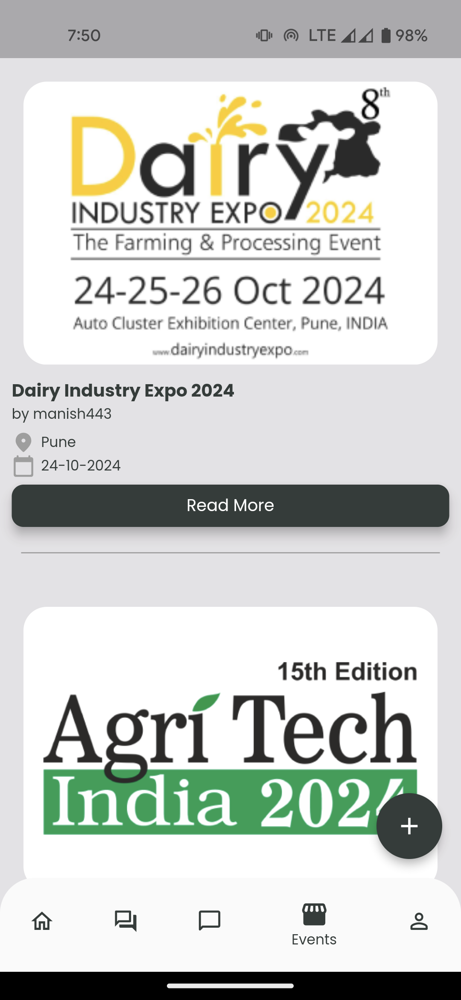 7:50 LTE 98%
8th
Dairy
INDUSTRY EXPO 2024
The Farming & Processing Event
24-25-26 Oct 2024
Auto Cluster Exhibition Center, Pune, INDIA
www.dairyindustryexpo.com
Dairy Industry Expo 2024
by manish443
Pune
24-10-2024
Read More
15th Edition
Agri Tech
India 2024
Events